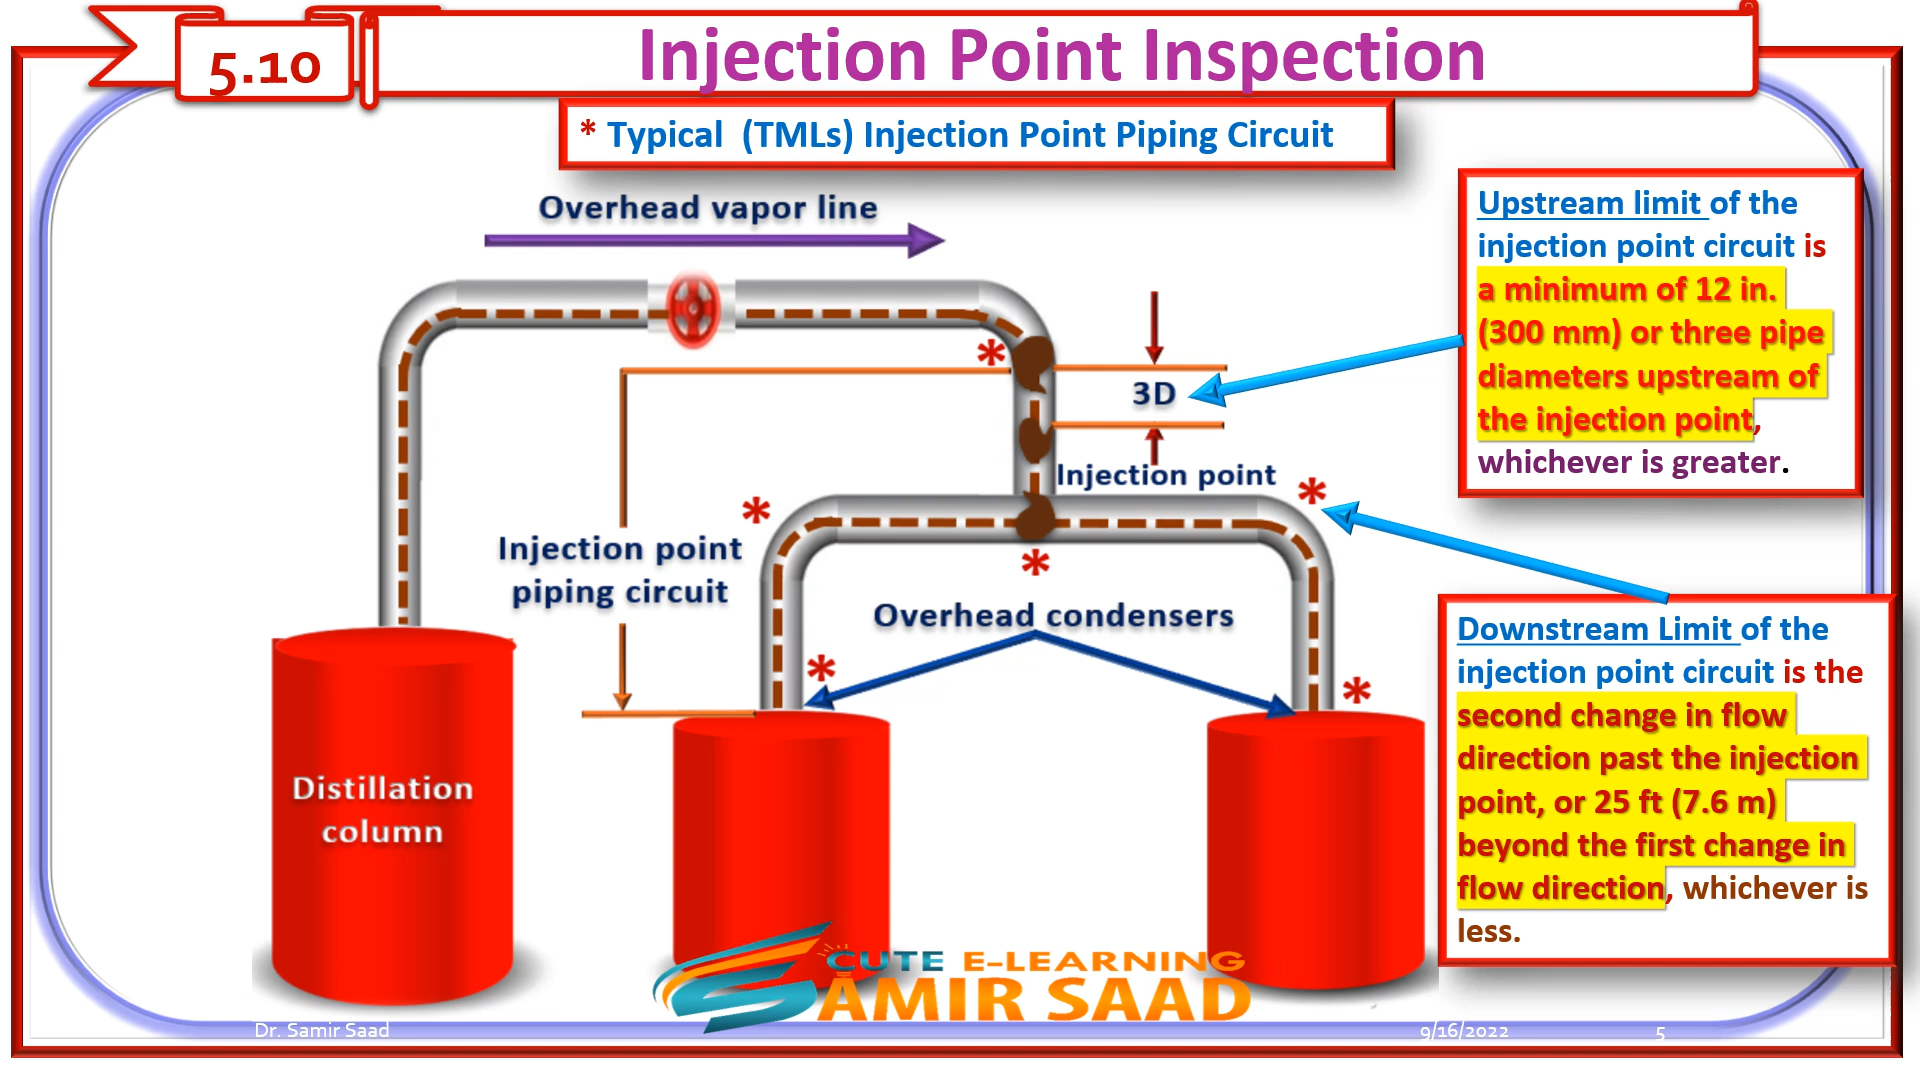 5.10
Injection Point Inspection
* Typical (TMLs) Injection Point Piping Circuit
Overhead vapor line
Upstream limit of the
injection point circuit is
a minimum of 12 in.
(300 mm) or three pipe
diameters upstream of
the injection point,
whichever is greater.
*
3D
Injection point
*
*
*
Injection point
piping circuit
Overhead condensers
*
*
Downstream Limit of the
injection point circuit is the
second change in flow
direction past the injection
point, or 25 ft (7.6 m)
beyond the first change in
flow direction, whichever is
less.
Distillation
column
CUTE E-LEARNING
SAMIR SAAD
Dr. Samir Saad
9/16/2022
5